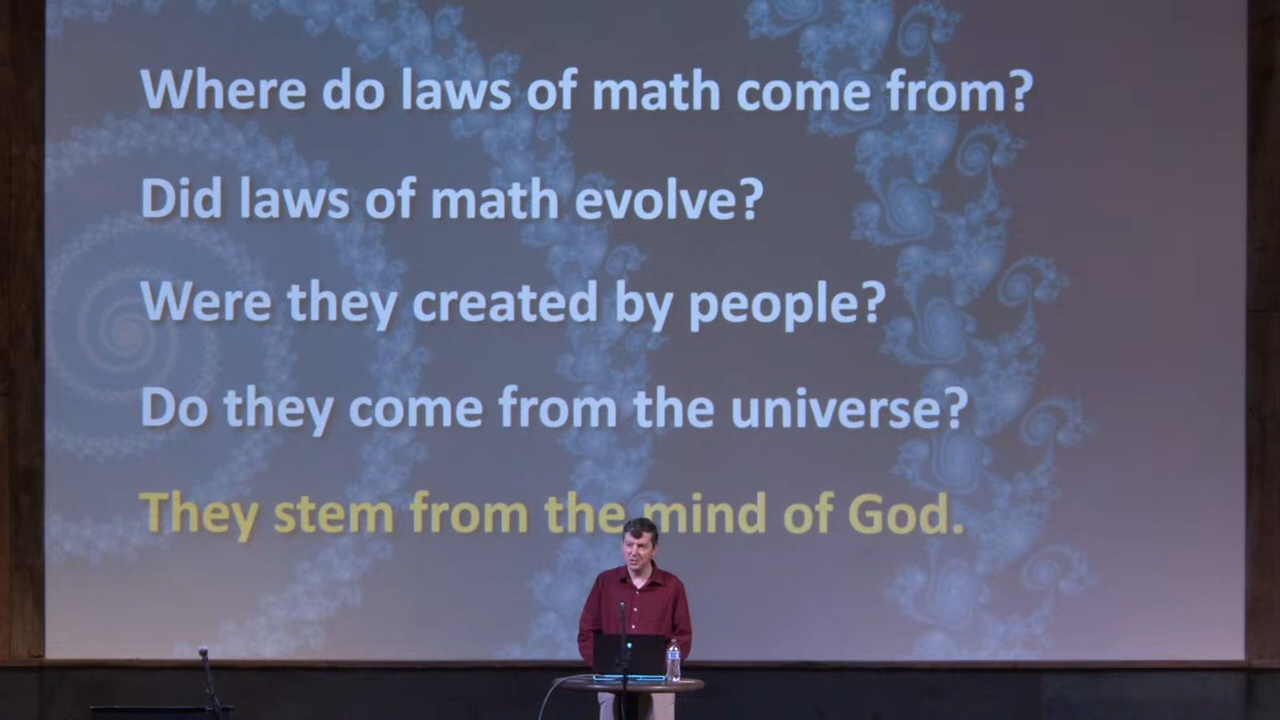 Where do laws of math come from?
Did laws of math evolve?
Were they created by people?
Do they come from the universe?
They stem from the mind of God.